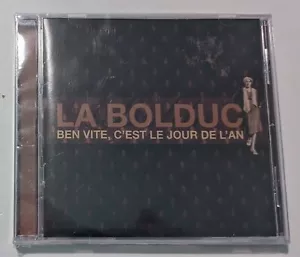 LA BOLDUC
BEN VITE, C'EST LE JOUR DE L'AN